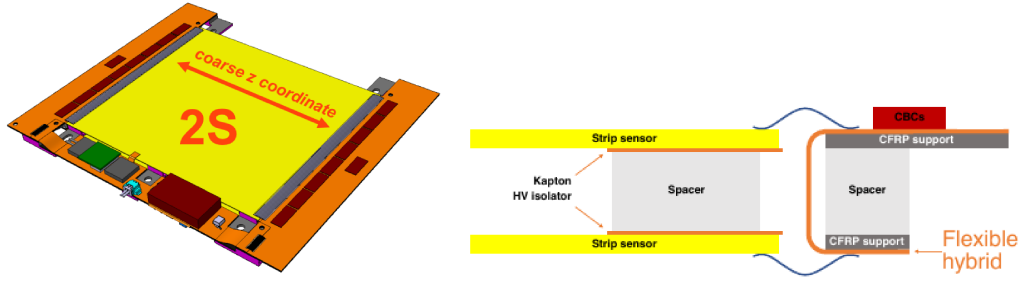 coarse z coordinate
2S
CBCs
Strip sensor
CFRP support
Kapton
HV isolator
Spacer
Spacer
Strip sensor
CFRP support
Flexible
hybrid